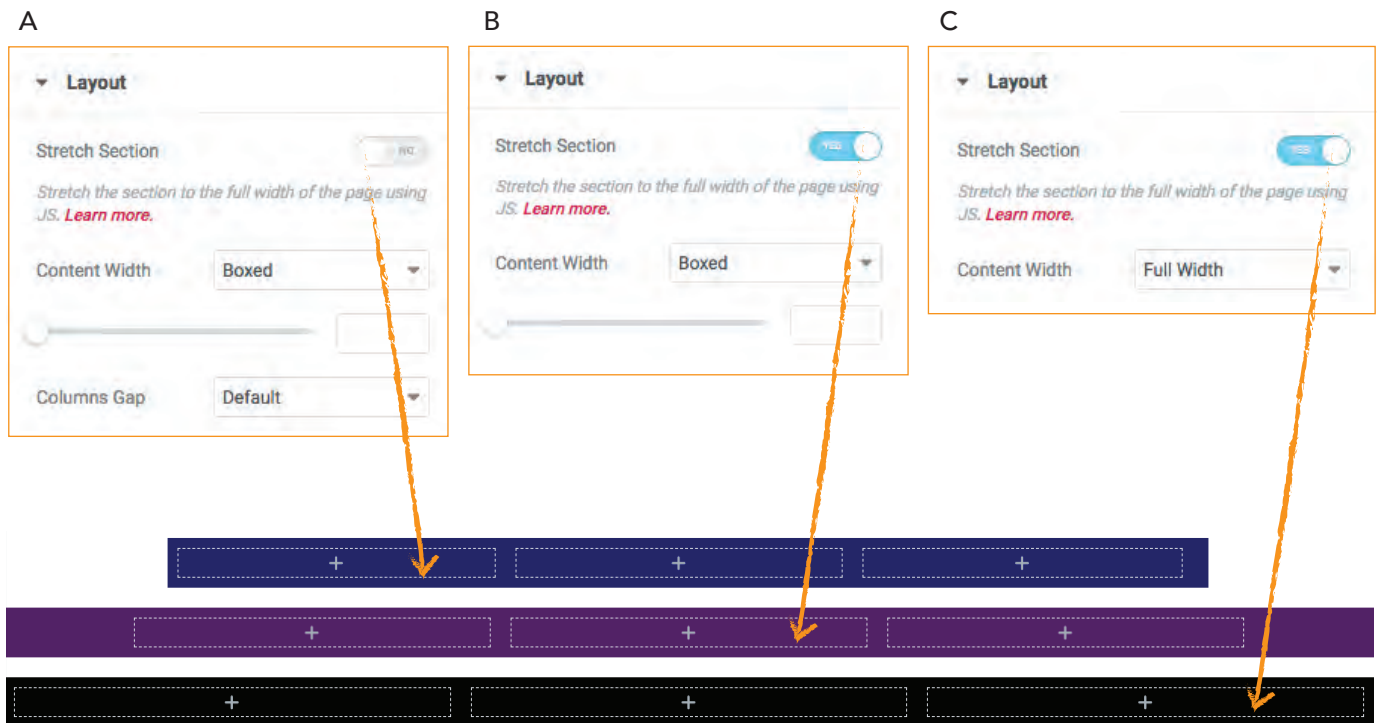 A
Layout
Stretch Section
NO
Stretch the section to the full width of the page using
JS. Learn more.
Content Width
Boxed
Columns Gap
Default
B
Layout
Stretch Section
YES
Stretch the section to the full width of the page using
JS. Learn more.
Content Width
Boxed
C
Layout
Stretch Section
YES
Stretch the section to the full width of the page using
JS. Learn more.
Content Width
Full Width
+ + +
+ + +
+ + +